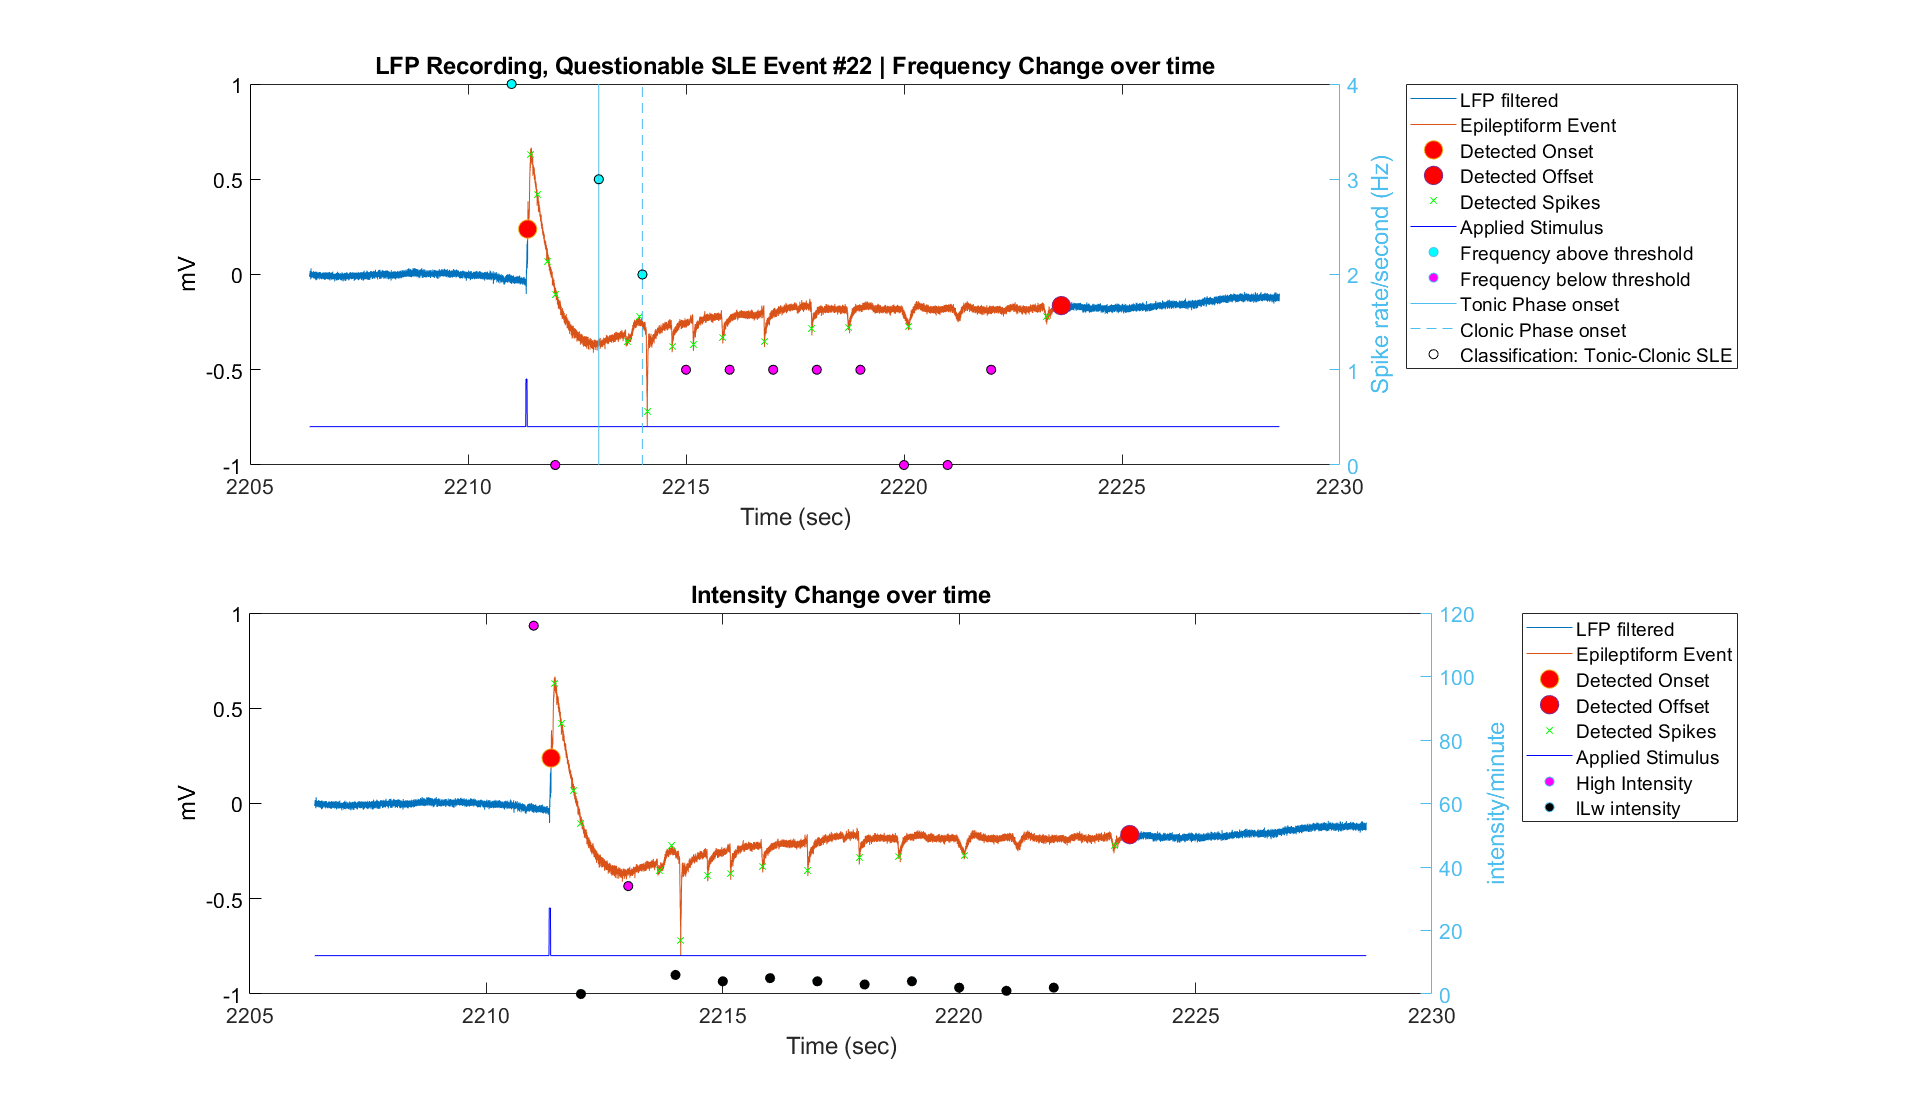 LFP Recording, Questionable SLE Event #22 | Frequency Change over time
1
0.5
0
-0.5
-1
mV
4
3
2
1
0
Spike rate/second (Hz)
2205
2210
2215
2220
2225
2230
Time (sec)
LFP filtered
Epileptiform Event
Detected Onset
Detected Offset
Detected Spikes
Applied Stimulus
Frequency above threshold
Frequency below threshold
Tonic Phase onset
Clonic Phase onset
Classification: Tonic-Clonic SLE
Intensity Change over time
1
0.5
0
-0.5
-1
mV
120
100
80
60
40
20
0
intensity/minute
2205
2210
2215
2220
2225
2230
Time (sec)
LFP filtered
Epileptiform Event
Detected Onset
Detected Offset
Detected Spikes
Applied Stimulus
High Intensity
lLw intensity